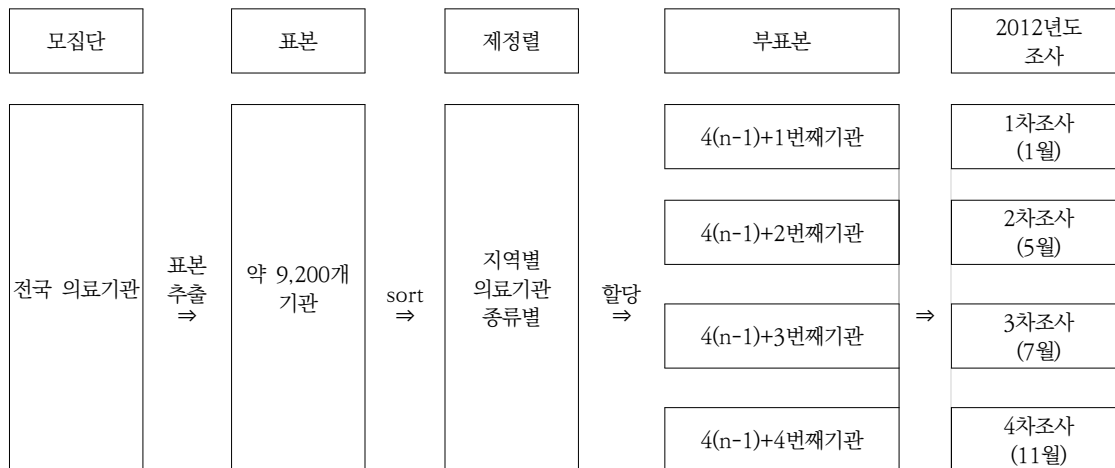 모집단
표본
제정렬
부표본
2012년도
조사
전국 의료기관
표본
추출
⇒
약 9,200개
기관
sort
⇒
지역별
의료기관
종류별
할당
⇒
4(n-1)+1번째기관
4(n-1)+2번째기관
4(n-1)+3번째기관
4(n-1)+4번째기관
⇒
1차조사
(1월)
2차조사
(5월)
3차조사
(7월)
4차조사
(11월)